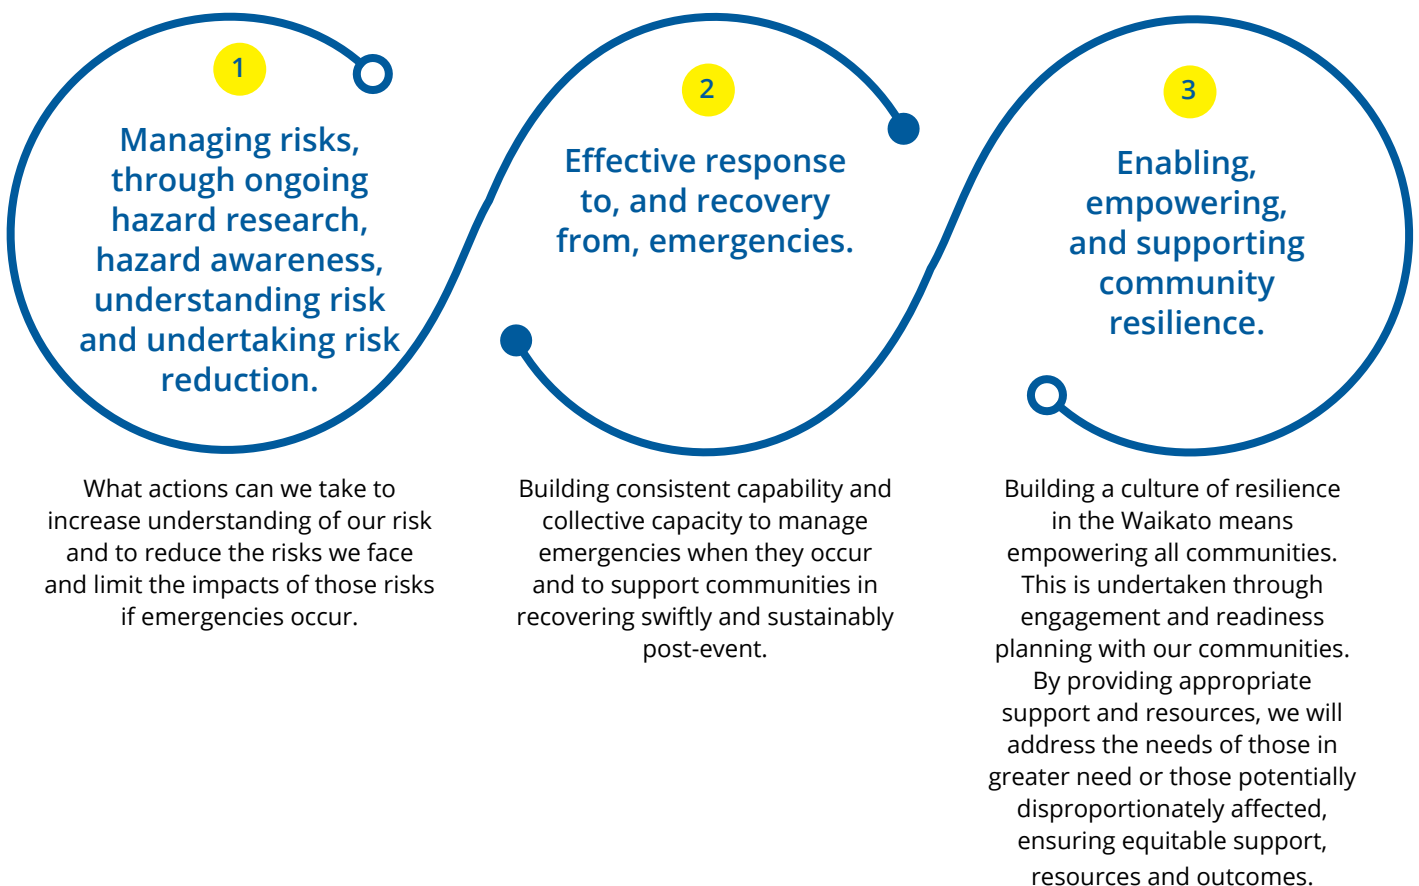 1
Managing risks,
through ongoing
hazard research,
hazard awareness,
understanding risk
and undertaking risk
reduction.
What actions can we take to
increase understanding of our risk
and to reduce the risks we face
and limit the impacts of those risks
if emergencies occur.
2
Effective response
to, and recovery
from, emergencies.
Building consistent capability and
collective capacity to manage
emergencies when they occur
and to support communities in
recovering swiftly and sustainably
post-event.
3
Enabling,
empowering,
and supporting
community
resilience.
Building a culture of resilience
in the Waikato means
empowering all communities.
This is undertaken through
engagement and readiness
planning with our communities.
By providing appropriate
support and resources, we will
address the needs of those in
greater need or those potentially
disproportionately affected,
ensuring equitable support,
resources and outcomes.